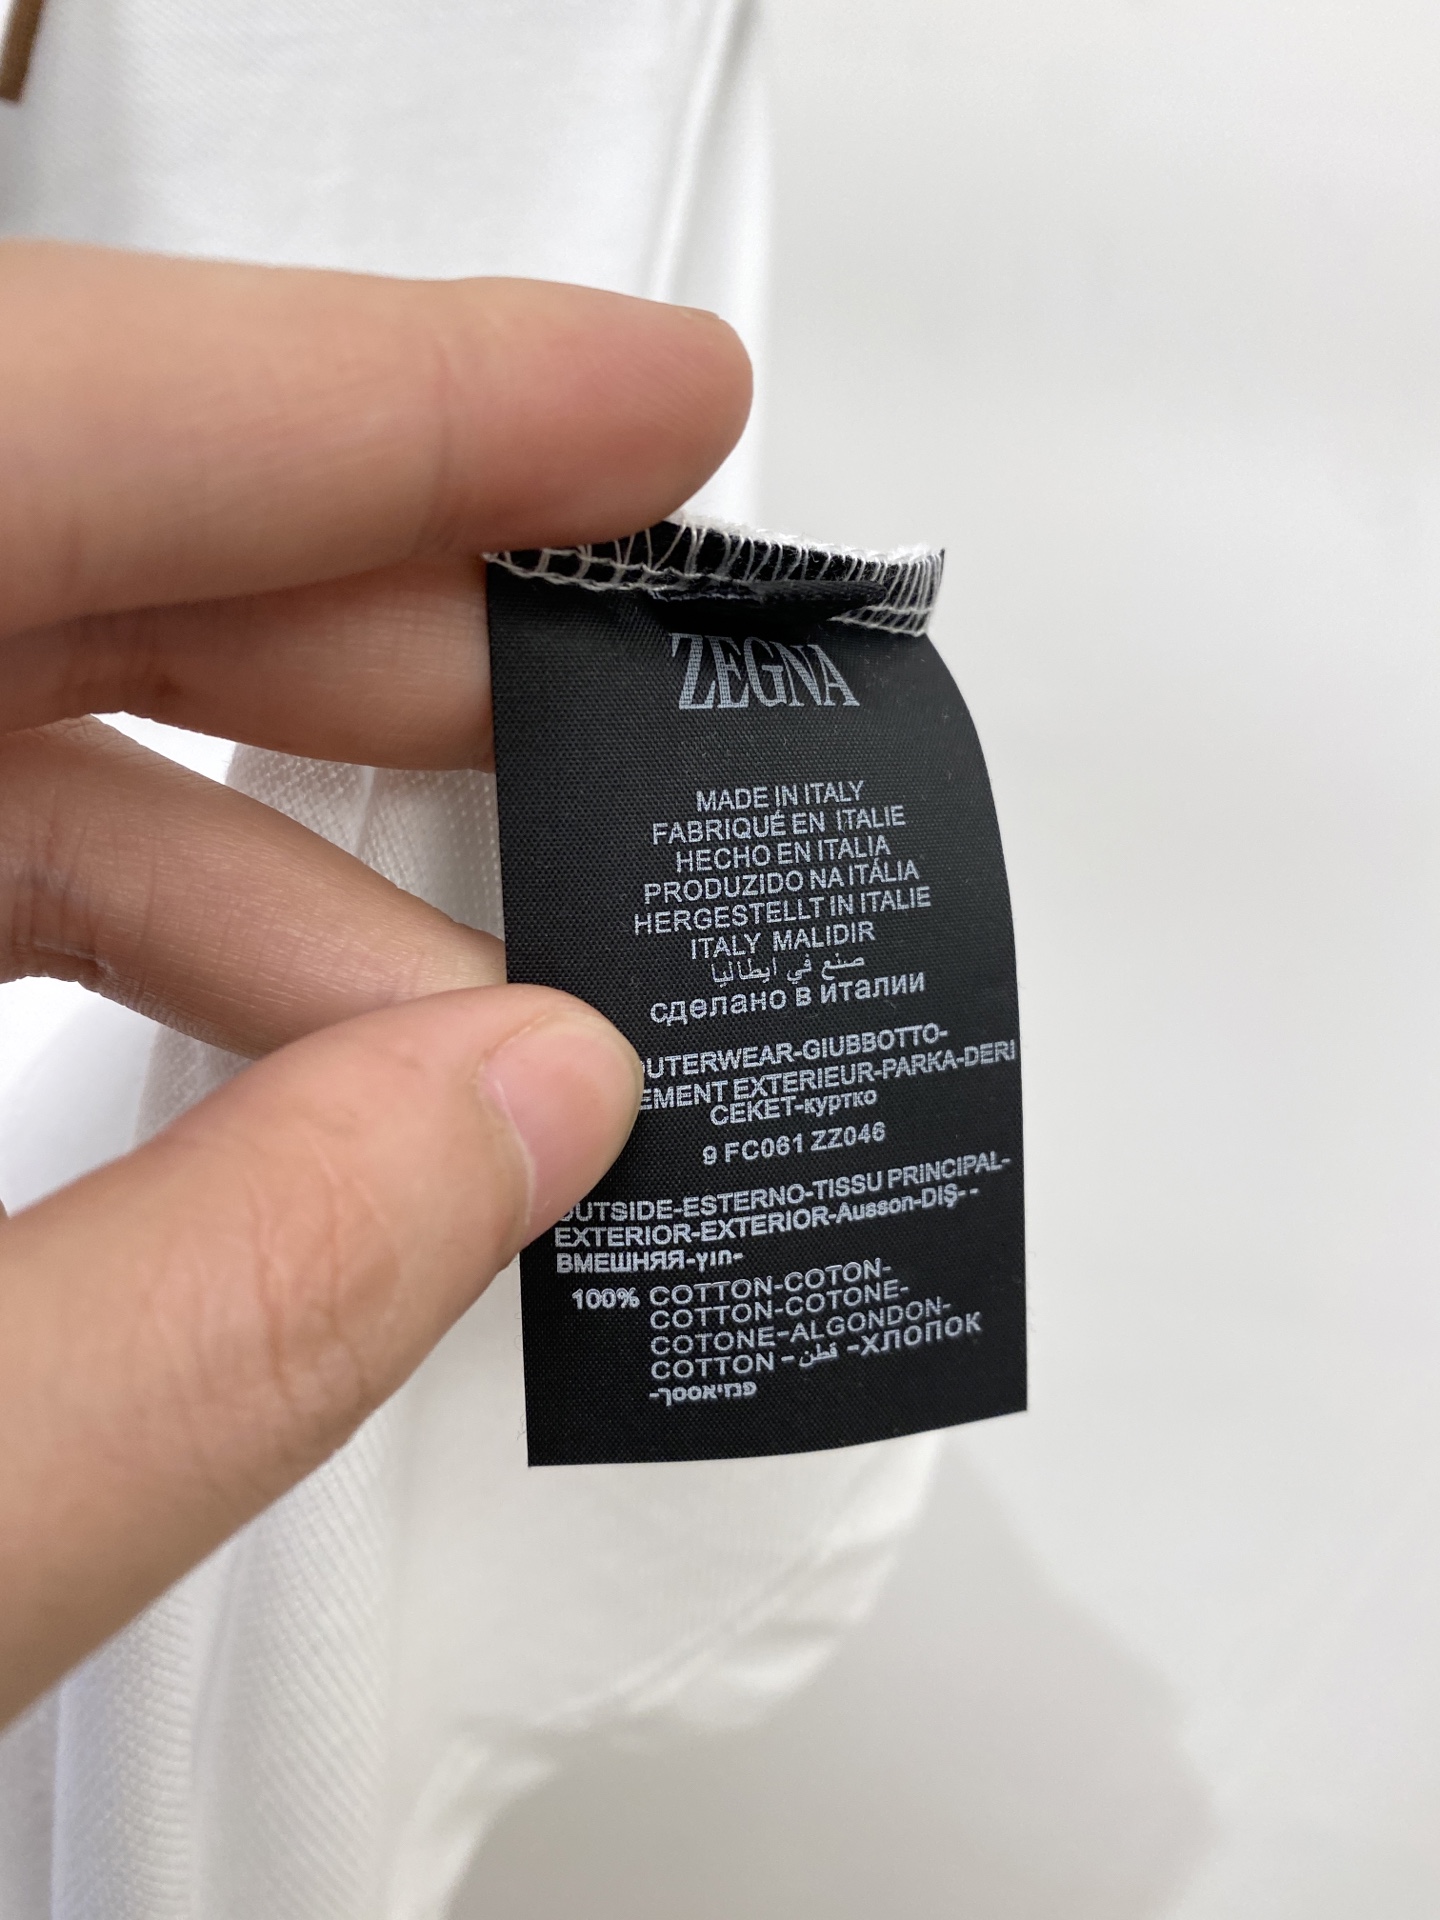 ZEGNA
MADE IN ITALY
FABRIQUÉ EN ITALIE
HECHO EN ITALIA
PRODUZIDO NA ITÁLIA
HERGESTELLT IN ITALIE
ITALY MALIDIR
صنع في ايطاليا
сделано в италии
OUTERWEAR-GIUBBOTTO-
EMENT EXTERIEUR-PARKA-DERI
CEKET-куртко
9 FC061 ZZ046
OUTSIDE-ESTERNO-TISSU PRINCIPAL-
EXTERIOR-EXTERIOR-Ausson-DIŞ--
ВМЕШНЯЯ-ץוח-
100% COTTON-COTON-
COTTON-COTONE-
COTONE-ALGONDON-
COTTON - قطن -ХЛОПОК